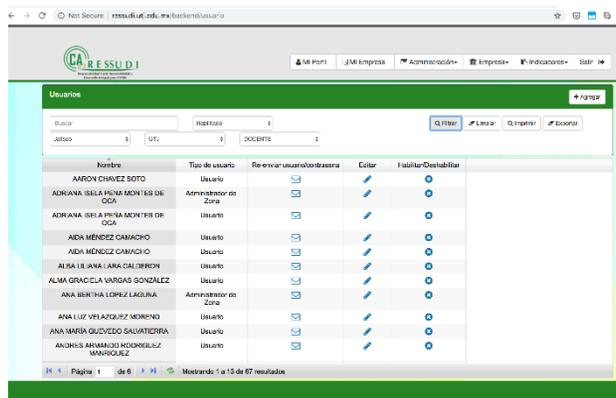 Not Secure | ressudi.utj.edu.mx/backend/usuario
CA RESSUDI
Mi Perfil Mi Empresa Administración Empresa Indicadores Salir
Usuarios
+ Agregar
Buscar Habilitado Filtrar Limpiar Imprimir Exportar
Jalisco UTJ DOCENTE
Nombre Tipo de usuario Re-enviar usuario/contrasena Editar Habilitar/Deshabilitar
AARON CHAVEZ SOTO Usuario
ADRIANA ISELA PEÑA MONTES DE Administrador de
OCA Zona
ADRIANA ISELA PEÑA MONTES DE Usuario
OCA
AIDA MÉNDEZ CAMACHO Usuario
AIDA MÉNDEZ CAMACHO Usuario
ALBA LILIANA LARA CALDERON Usuario
ALMA GRACIELA VARGAS GONZÁLEZ Usuario
ANA BERTHA LOPEZ LAGUNA Administrador de
Zona
ANA LUZ VELAZQUEZ MORENO Usuario
ANA MARÍA QUEVEDO SALVATIERRA Usuario
ANDRES ARMANDO RODRIGUEZ Usuario
MANRIQUEZ
Página 1 de 6 Mostrando 1 a 13 de 67 resultados